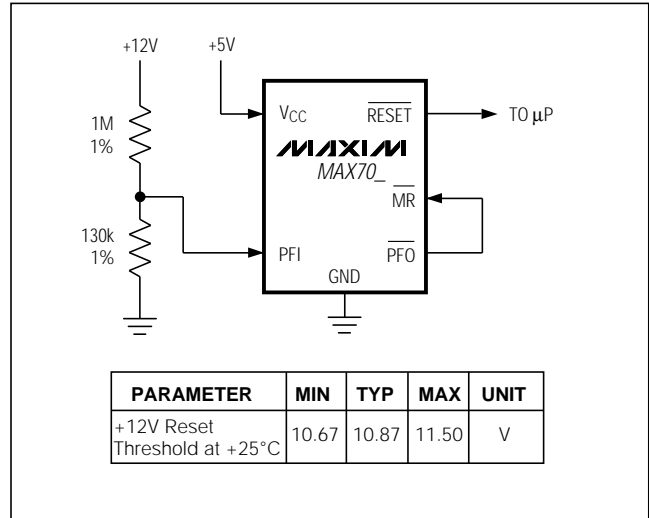 +12V
+5V
1M
1%
130k
1%
VCC
RESET
TO μP
MAXIM
MAX70_
MR
PFI
PFO
GND
PARAMETER MIN TYP MAX UNIT
+12V Reset
Threshold at +25°C 10.67 10.87 11.50 V